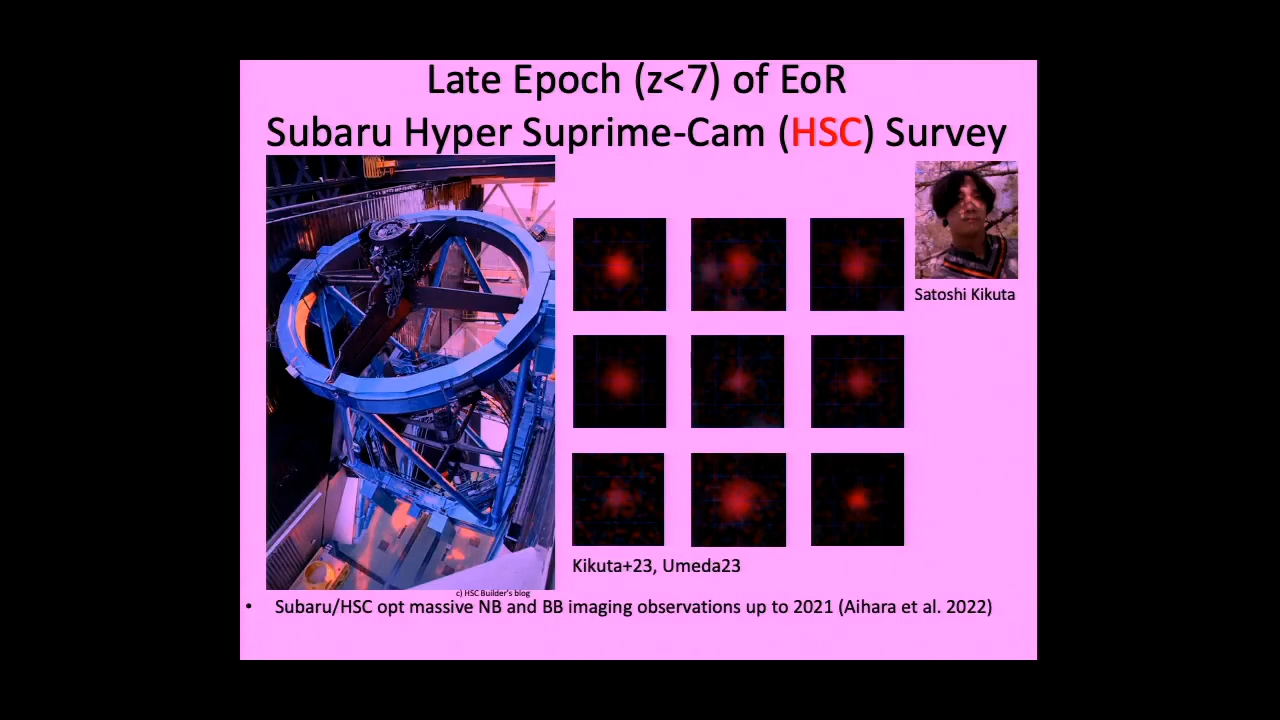 Late Epoch (z<7) of EoR
Subaru Hyper Suprime-Cam (HSC) Survey
Satoshi Kikuta
Kikuta+23, Umeda23
c) HSC Builder's blog
• Subaru/HSC opt massive NB and BB imaging observations up to 2021 (Aihara et al. 2022)